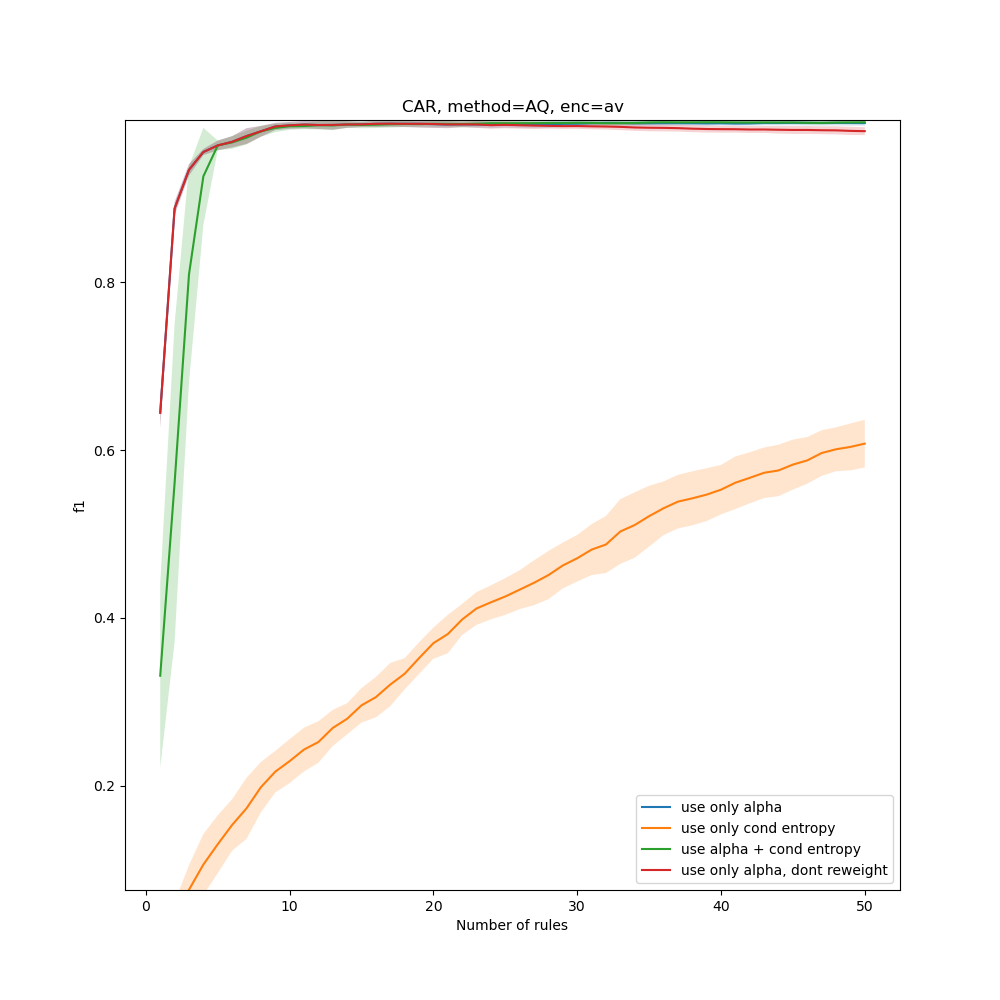 CAR, method=AQ, enc=av
f1
0.8
0.6
0.4
0.2
0 10 20 30 40 50
Number of rules
use only alpha
use only cond entropy
use alpha + cond entropy
use only alpha, dont reweight